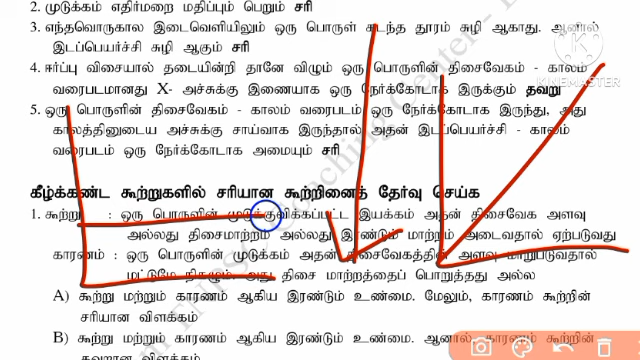 2. முடுக்கம் எதிர்மறை மதிப்பும் பெறும் சரி
3. எந்தவொருகால இடைவெளியிலும் ஒரு பொருள் கடந்த தூரம் சுழி ஆகாது. ஆனால்
இடப்பெயர்ச்சி சுழி ஆகும் சரி
4. ஈர்ப்பு விசையால் தடையின்றி தானே விழும் ஒரு பொருளின் திசைவேகம் - காலம்
வரைபடமானது X- அச்சுக்கு இணையாக ஒரு நேர்கோடாக இருக்கும் தவறு
5. ஒரு பொருளின் திசைவேகம் - காலம் வரைபடம் ஒரு நேர்கோடாக இருந்து, அது
காலத்தினுடைய அச்சுக்கு சாய்வாக இருந்தால் அதன் இடப்பெயர்ச்சி - காலம்
வரைபடம் ஒரு நேர்கோடாக அமையும் சரி
கீழ்க்கண்ட கூற்றுகளில் சரியான கூற்றினைத் தேர்வு செய்க
1. கூற்று : ஒரு பொருளின் முடுக்குவிக்கப்பட்ட இயக்கம் அதன் திசைவேக அளவு
அல்லது திசைமாற்றம் அல்லது இரண்டும் மாற்றம் அடைவதால் ஏற்படுவது
காரணம் : ஒரு பொருளின் முடுக்கம் அதன் திசைவேகத்தின் அளவு மாறுபடுவதால்
மட்டுமே நிகழும். அது திசை மாற்றத்தைப் பொறுத்தது அல்ல
A) கூற்று மற்றும் காரணம் ஆகிய இரண்டும் உண்மை. மேலும், காரணம் கூற்றின்
சரியான விளக்கம்
B) கூற்று மற்றும் காரணம் ஆகிய இரண்டும் உண்மை. ஆனால், காரணம் கூற்றின்
தவறான விளக்கம்
KINEMASTER
Coaching Center